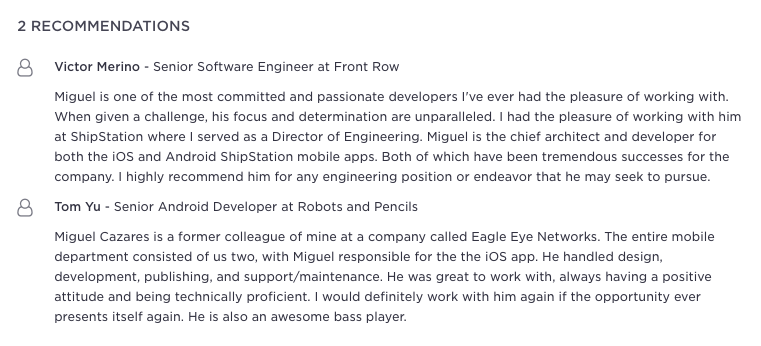 2 RECOMMENDATIONS
Victor Merino - Senior Software Engineer at Front Row
Miguel is one of the most committed and passionate developers I've ever had the pleasure of working with.
When given a challenge, his focus and determination are unparalleled. I had the pleasure of working with him
at ShipStation where I served as a Director of Engineering. Miguel is the chief architect and developer for
both the iOS and Android ShipStation mobile apps. Both of which have been tremendous successes for the
company. I highly recommend him for any engineering position or endeavor that he may seek to pursue.
Tom Yu - Senior Android Developer at Robots and Pencils
Miguel Cazares is a former colleague of mine at a company called Eagle Eye Networks. The entire mobile
department consisted of us two, with Miguel responsible for the the iOS app. He handled design,
development, publishing, and support/maintenance. He was great to work with, always having a positive
attitude and being technically proficient. I would definitely work with him again if the opportunity ever
presents itself again. He is also an awesome bass player.